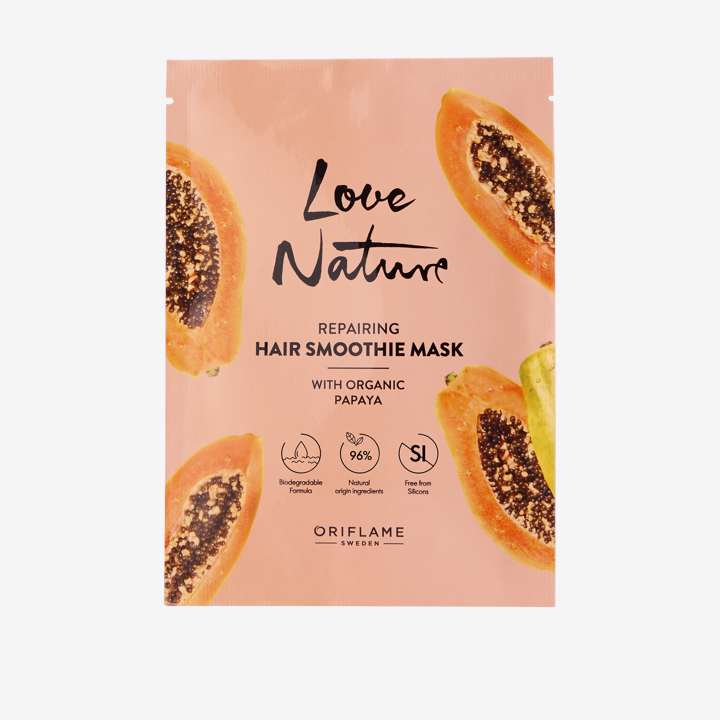 Love
Nature
REPAIRING
HAIR SMOOTHIE MASK
WITH ORGANIC
PAPAYA
96%
SI
Biodegradable
Formula
Natural
origin ingredients
Free from
Silicons
ORIFLAME
SWEDEN